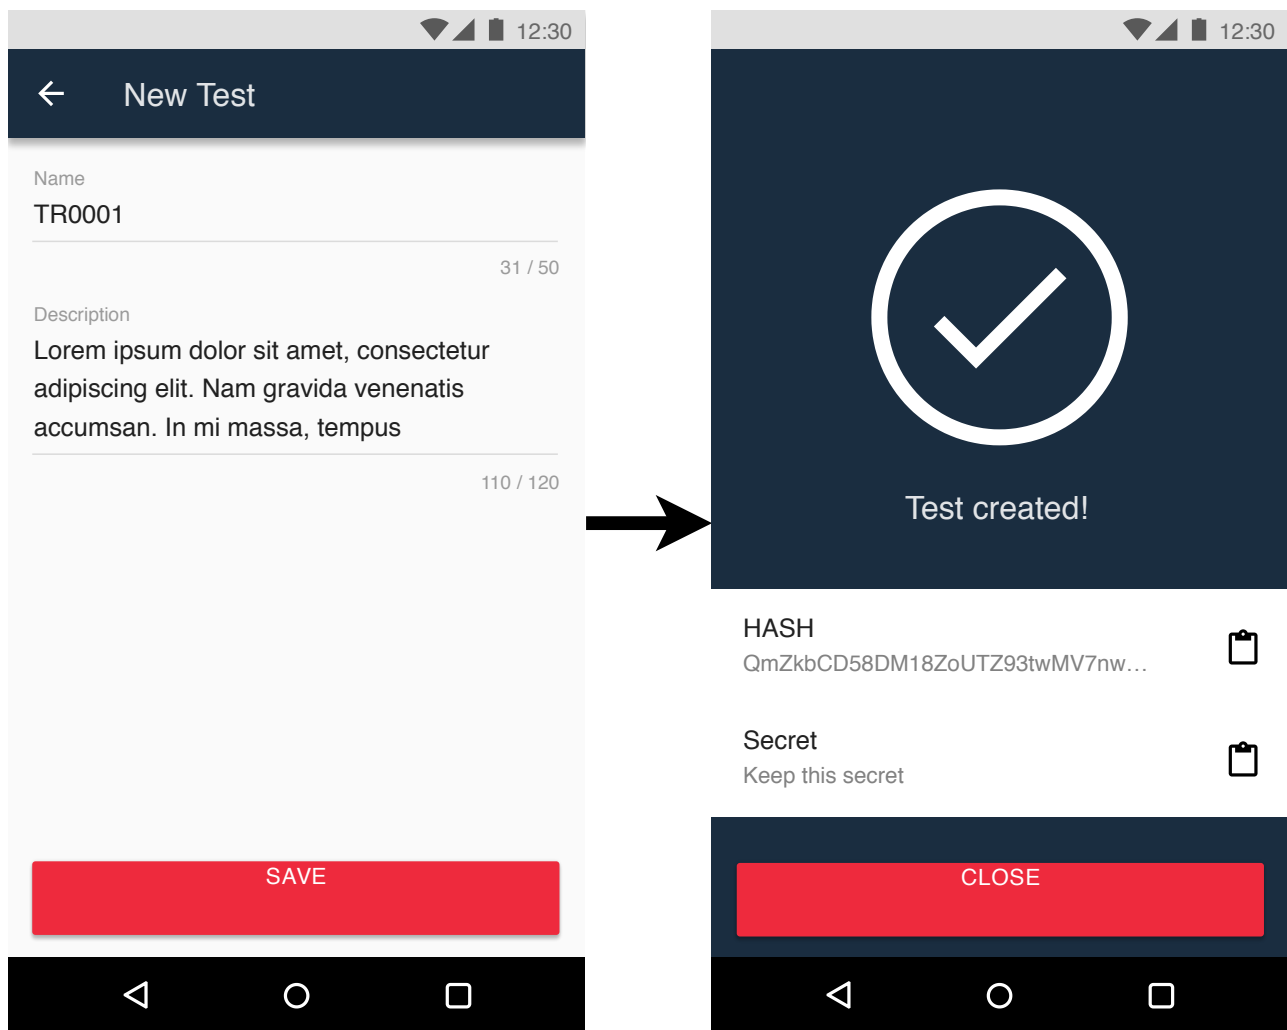 12:30
New Test
Name
TR0001
31 / 50
Description
Lorem ipsum dolor sit amet, consectetur
adipiscing elit. Nam gravida venenatis
accumsan. In mi massa, tempus
110 / 120
SAVE
12:30
Test created!
HASH
QmZkbCD58DM18ZoUTZ93twMV7nw…
Secret
Keep this secret
CLOSE